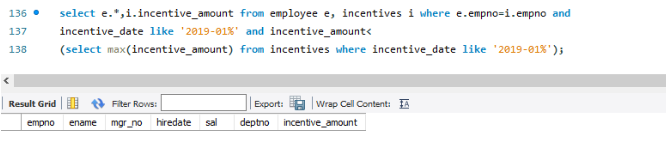 136 select e.*,i.incentive_amount from employee e, incentives i where e.empno=i.empno and
137 incentive_date like '2019-01%' and incentive_amount<
138 (select max(incentive_amount) from incentives where incentive_date like '2019-01%');
Result Grid Filter Rows: Export: Wrap Cell Content:
empno ename mgr_no hiredate sal deptno incentive_amount